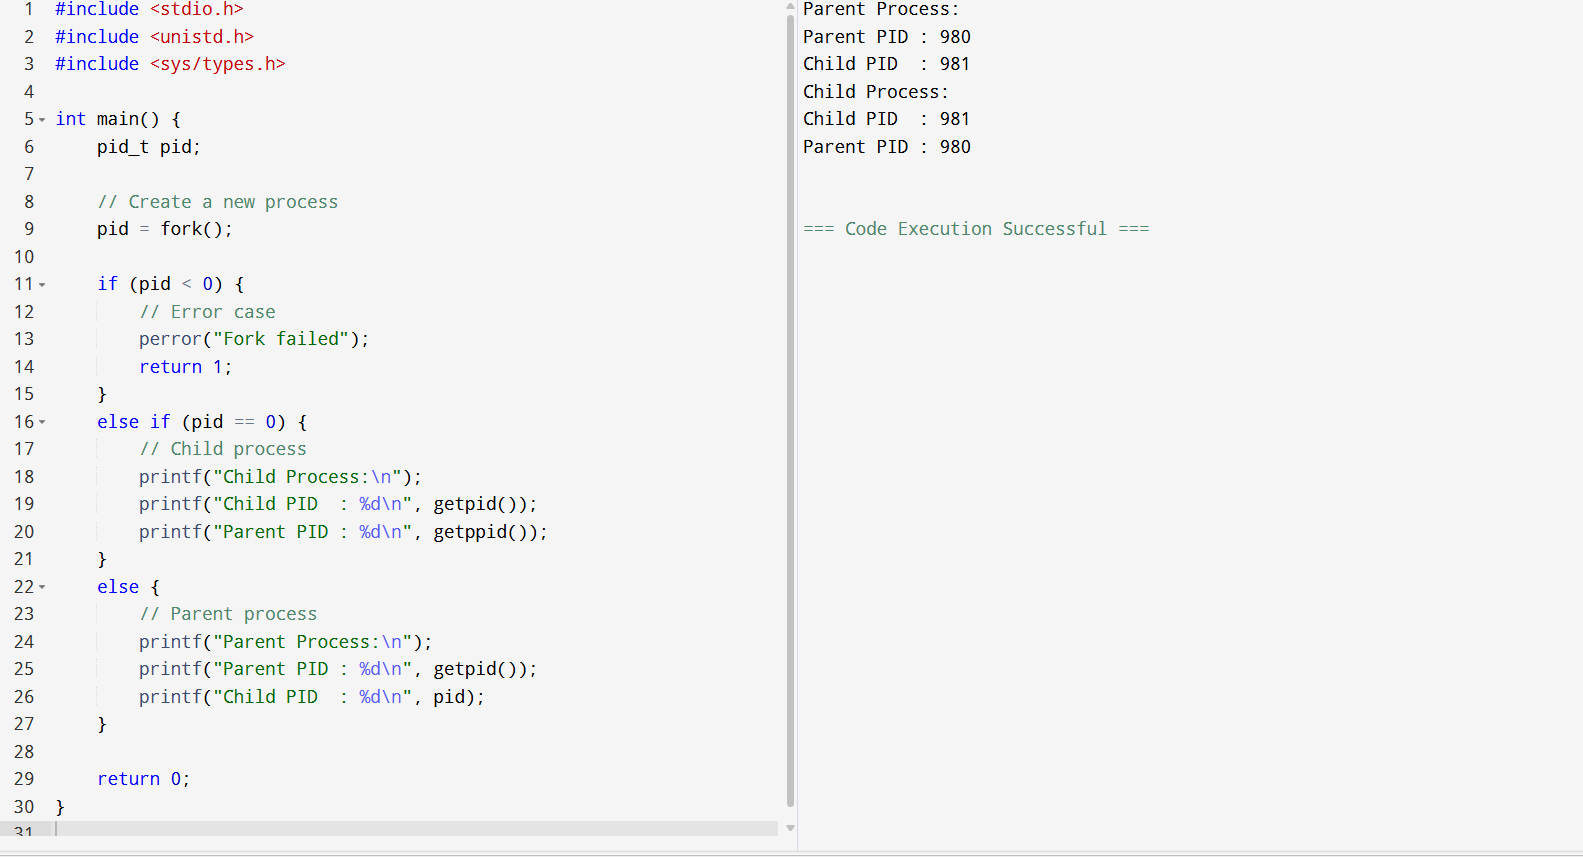 1 #include <stdio.h>
2 #include <unistd.h>
3 #include <sys/types.h>
4
5 int main() {
6     pid_t pid;
7
8     // Create a new process
9     pid = fork();
10
11     if (pid < 0) {
12         // Error case
13         perror("Fork failed");
14         return 1;
15     }
16     else if (pid == 0) {
17         // Child process
18         printf("Child Process:\n");
19         printf("Child PID  : %d\n", getpid());
20         printf("Parent PID : %d\n", getppid());
21     }
22     else {
23         // Parent process
24         printf("Parent Process:\n");
25         printf("Parent PID : %d\n", getpid());
26         printf("Child PID  : %d\n", pid);
27     }
28
29     return 0;
30 }
31
Parent Process:
Parent PID : 980
Child PID  : 981
Child Process:
Child PID  : 981
Parent PID : 980
=== Code Execution Successful ===